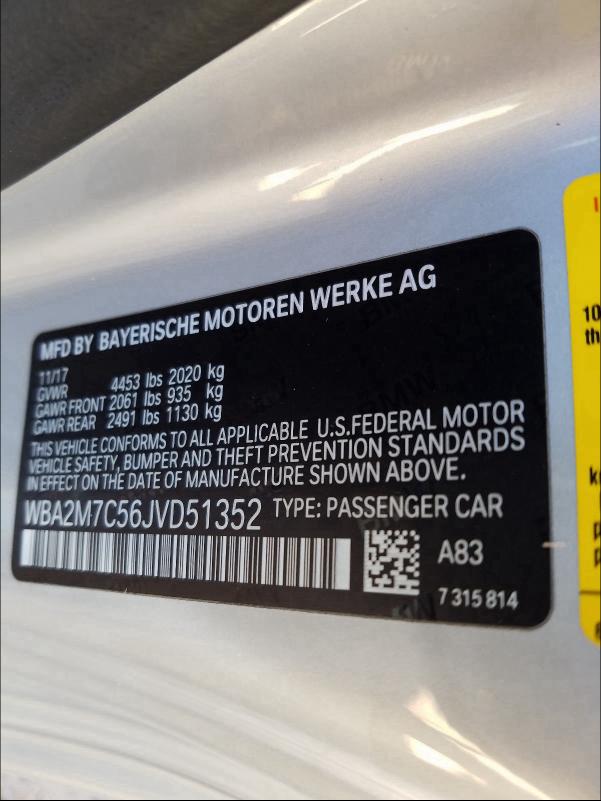 MFD BY BAYERISCHE MOTOREN WERKE AG
11/17
GVWR 4453 lbs 2020 kg
GAWR FRONT 2061 lbs 935 kg
GAWR REAR 2491 lbs 1130 kg
THIS VEHICLE CONFORMS TO ALL APPLICABLE U.S.FEDERAL MOTOR
VEHICLE SAFETY, BUMPER AND THEFT PREVENTION STANDARDS
IN EFFECT ON THE DATE OF MANUFACTURE SHOWN ABOVE.
WBA2M7C56JVD51352 TYPE: PASSENGER CAR
A83
7 315 814
10
th